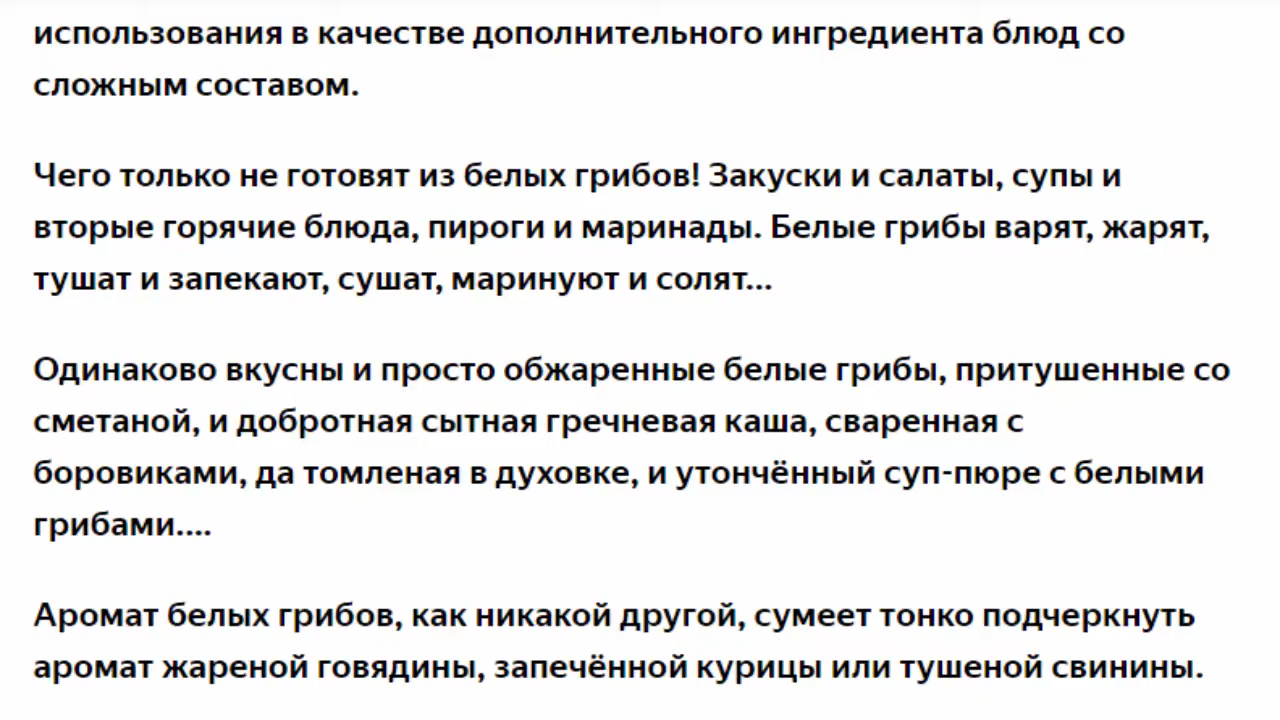 использования в качестве дополнительного ингредиента блюд со
сложным составом.
Чего только не готовят из белых грибов! Закуски и салаты, супы и
вторые горячие блюда, пироги и маринады. Белые грибы варят, жарят,
тушат и запекают, сушат, маринуют и солят...
Одинаково вкусны и просто обжаренные белые грибы, притушенные со
сметаной, и добротная сытная гречневая каша, сваренная с
боровиками, да томленая в духовке, и утончённый суп-пюре с белыми
грибами....
Аромат белых грибов, как никакой другой, сумеет тонко подчеркнуть
аромат жареной говядины, запечённой курицы или тушеной свинины.